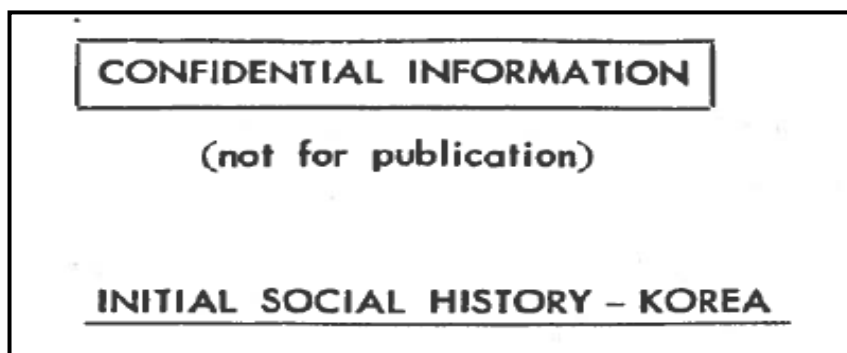 CONFIDENTIAL INFORMATION
(not for publication)
INITIAL SOCIAL HISTORY – KOREA